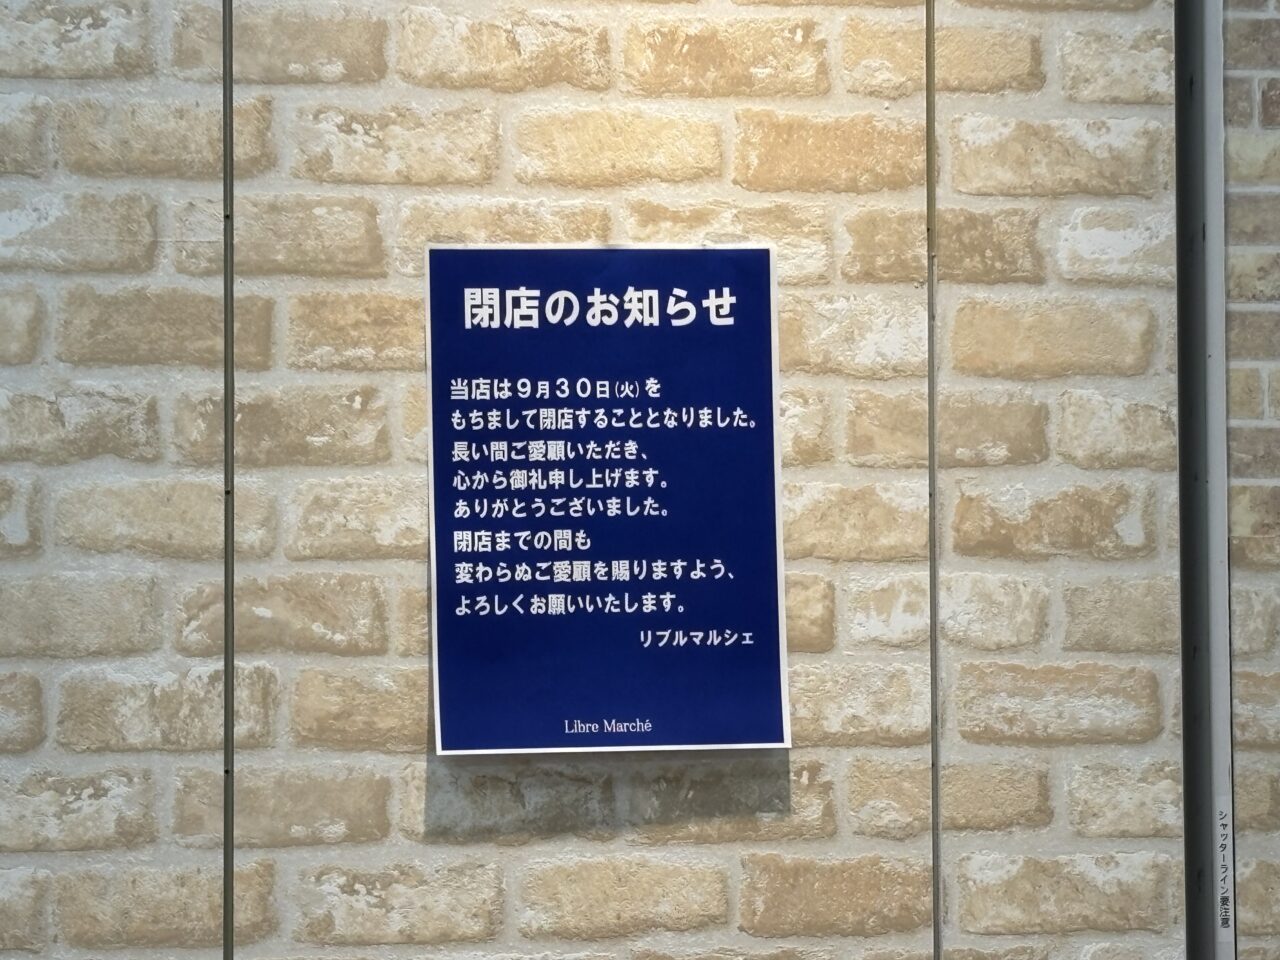 閉店のお知らせ
当店は９月３０日(火)を
もちまして閉店することとなりました。
長い間ご愛顧いただき、
心から御礼申し上げます。
ありがとうございました。
閉店までの間も
変わらぬご愛顧を賜りますよう、
よろしくお願いいたします。
リブルマルシェ
Libre Marché
シャッターライン要注意